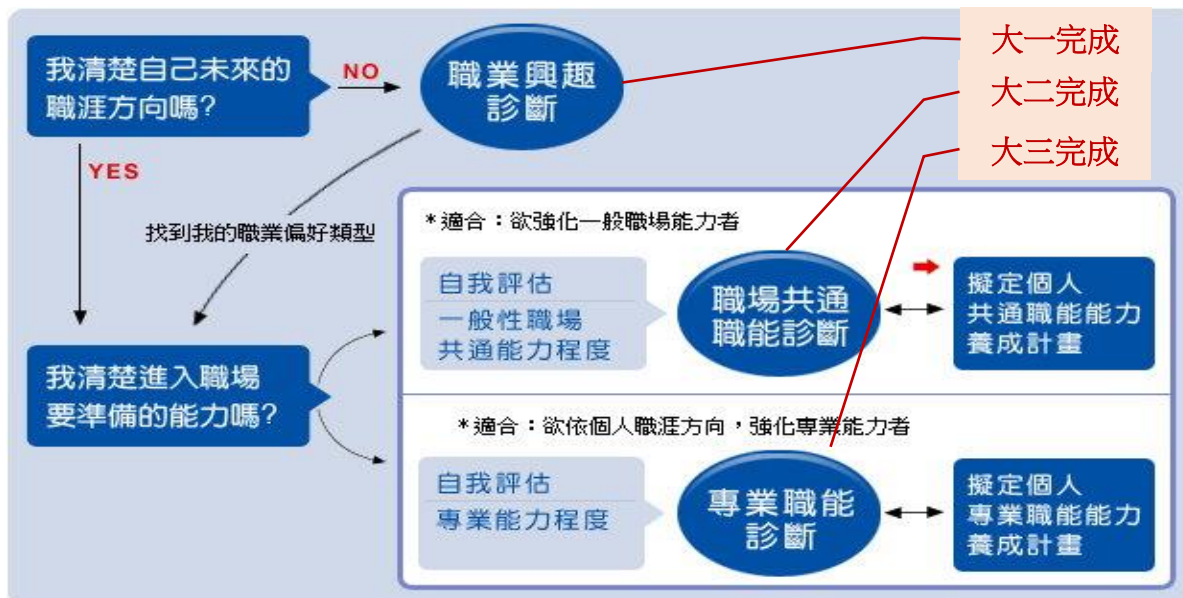 我清楚自己未來的
職涯方向嗎?
NO
職業興趣
診斷
大一完成
大二完成
大三完成
YES
找到我的職業偏好類型
*適合：欲強化一般職場能力者
自我評估
一般性職場
共通能力程度
職場共通
職能診斷
擬定個人
共通職能能力
養成計畫
我清楚進入職場
要準備的能力嗎?
*適合：欲依個人職涯方向，強化專業能力者
自我評估
專業能力程度
專業職能
診斷
擬定個人
專業職能能力
養成計畫